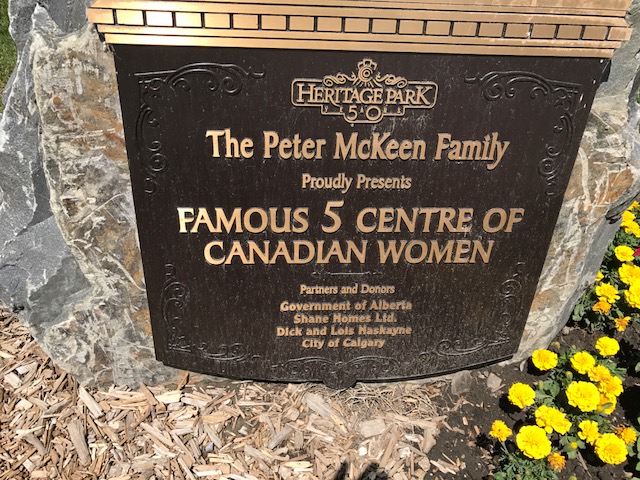 HERITAGE PARK
50
The Peter McKeen Family
Proudly Presents
FAMOUS 5 CENTRE OF
CANADIAN WOMEN
Partners and Donors
Government of Alberta
Shane Homes Ltd.
Dick and Lois Haskayne
City of Calgary